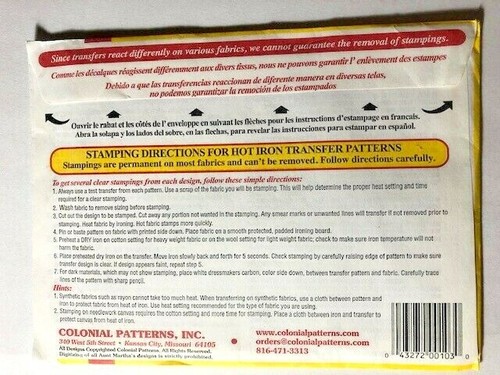 Since transfers react differently on various fabrics, we cannot guarantee the removal of stampings.
Comme les décalques réagissent différemment aux divers tissus, nous ne pouvons garantir l' enlèvement des estampes
Debido a que las transferencias reaccionan de diferente manera en diversas telas,
no podemos garantizar la remoción de los estampados
Ouvrir le rabat et les côtés de l' enveloppe en suivant les flèches pour les instructions d'estampage en francais.
Abra la solapa y los lados del sobre, en las flechas, para revelar las instrucciones para estampar en español.
STAMPING DIRECTIONS FOR HOT IRON TRANSFER PATTERNS
Stampings are permanent on most fabrics and can't be removed. Follow directions carefully.
To get several clear stampings from each design, follow these simple directions:
1. Always use a test transfer from each pattern. Use a scrap of the fabric you will be stamping. This will help determine the proper heat setting and time
required for a clear stamping.
2. Wash fabric to remove sizing before stamping.
3. Cut out the design to be stamped. Cut away any portion not wanted in the stamping. Any smear marks or unwanted lines will transfer if not removed prior to
stamping. Heat fabric by ironing. Hot fabric stamps more quickly.
4. Pin or baste pattern on fabric with printed side down. Place fabric on a smooth protected, padded ironing board.
5. Preheat a DRY iron on cotton setting for heavy weight fabric or on the wool setting for light weight fabric; check to make sure iron temperature will not
harm the fabric.
6. Place preheated dry iron on the transfer. Move iron slowly back and forth for 5 seconds. Check stamping by carefully raising edge of pattern to make sure
transfer design is clear. If design appears faint, repeat step 5.
7. For dark materials, which may not show stamping, place white dressmakers carbon, color side down, between transfer pattern and fabric. Carefully trace
lines of the pattern with sharp pencil.
Hints:
1. Synthetic fabrics such as rayon cannot take too much heat. When transferring on synthetic fabrics, use a cloth between pattern and
iron to protect fabric from heat of iron. Use heat setting recommended for the type of fabric you are using.
2. Stamping on needlework canvas requires the cotton setting and more time for stamping. Place a cloth between iron and transfer to
protect canvas from heat of iron.
COLONIAL PATTERNS, INC.
340 West 5th Street • Kansas City, Missouri 64105
All Designs Copyrighted Colonial Patterns. All Rights Reserved.
Digitizing of all Aunt Martha's designs is strictly prohibited.
www.colonialpatterns.com
orders@colonialpatterns.com
816-471-3313
0 43272 00103 0